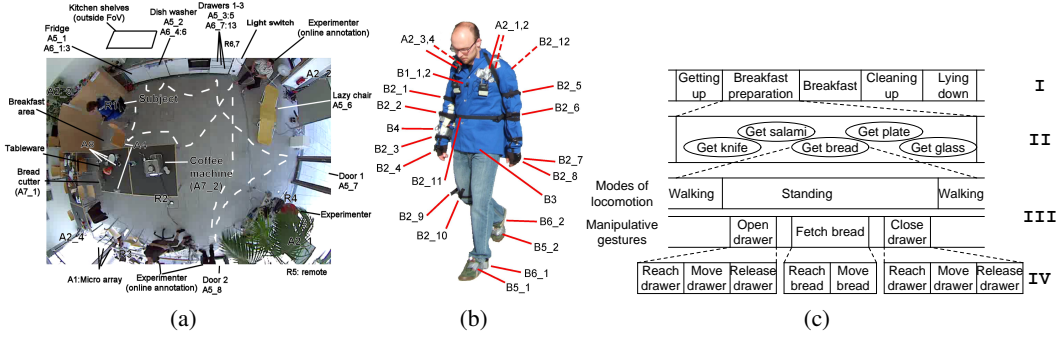 Kitchen shelves
(outside FoV)
Dish washer
A5_2
A6_4:6
Drawers 1-3
A5_3:5
A6_7:13
Light switch
R6,7
Experimenter
(online annotation)
Fridge
A5_1
A6_1:3
A2_2
R1
Subject
Lazy chair
A5_6
Breakfast
area
Tableware
Bread
cutter
(A7_1)
Coffee
machine
(A7_2)
Door 1
A5_7
R2
R4
Experimenter
A2_4
A1:Micro array
Experimenter
(online annotation)
Door 2
A5_8
R5: remote
(a)
A2_3,4
A2_1,2
B2_12
B1_1,2
B2_1
B2_5
B2_2
B2_6
B4
B2_3
B2_4
B2_7
B2_8
B2_11
B3
B2_9
B2_10
B6_2
B5_2
B6_1
B5_1
(b)
Getting
up
Breakfast
preparation
Breakfast
Cleaning
up
Lying
down
I
Get salami
Get plate
Get knife
Get bread
Get glass
II
Modes of
locomotion
Walking
Standing
Walking
III
Manipulative
gestures
Open
drawer
Fetch bread
Close
drawer
Reach
drawer
Move
drawer
Release
drawer
Reach
bread
Move
bread
Reach
drawer
Move
drawer
Release
drawer
IV
(c)